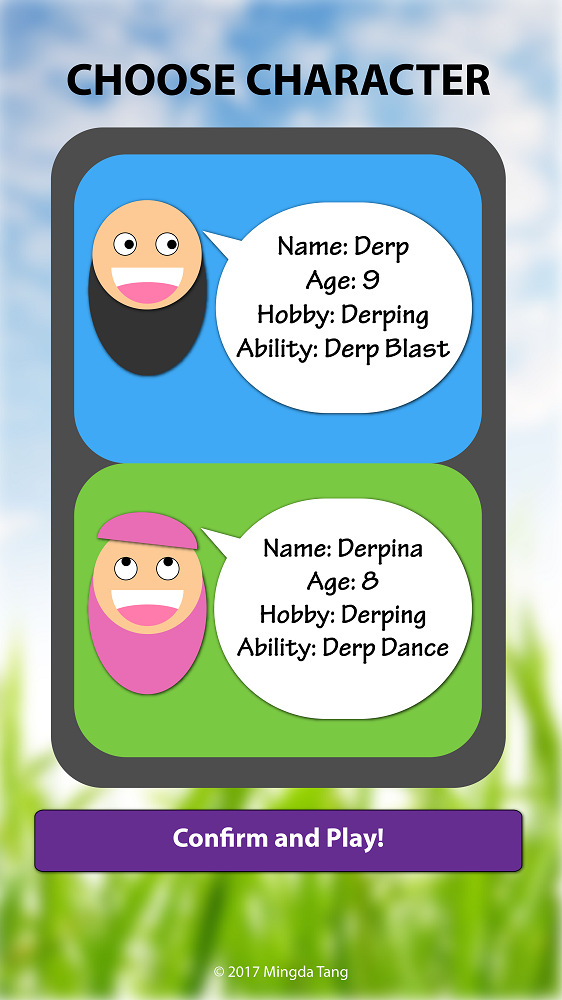 CHOOSE CHARACTER
Name: Derp
Age: 9
Hobby: Derping
Ability: Derp Blast
Name: Derpina
Age: 8
Hobby: Derping
Ability: Derp Dance
Confirm and Play!
© 2017 Mingda Tang